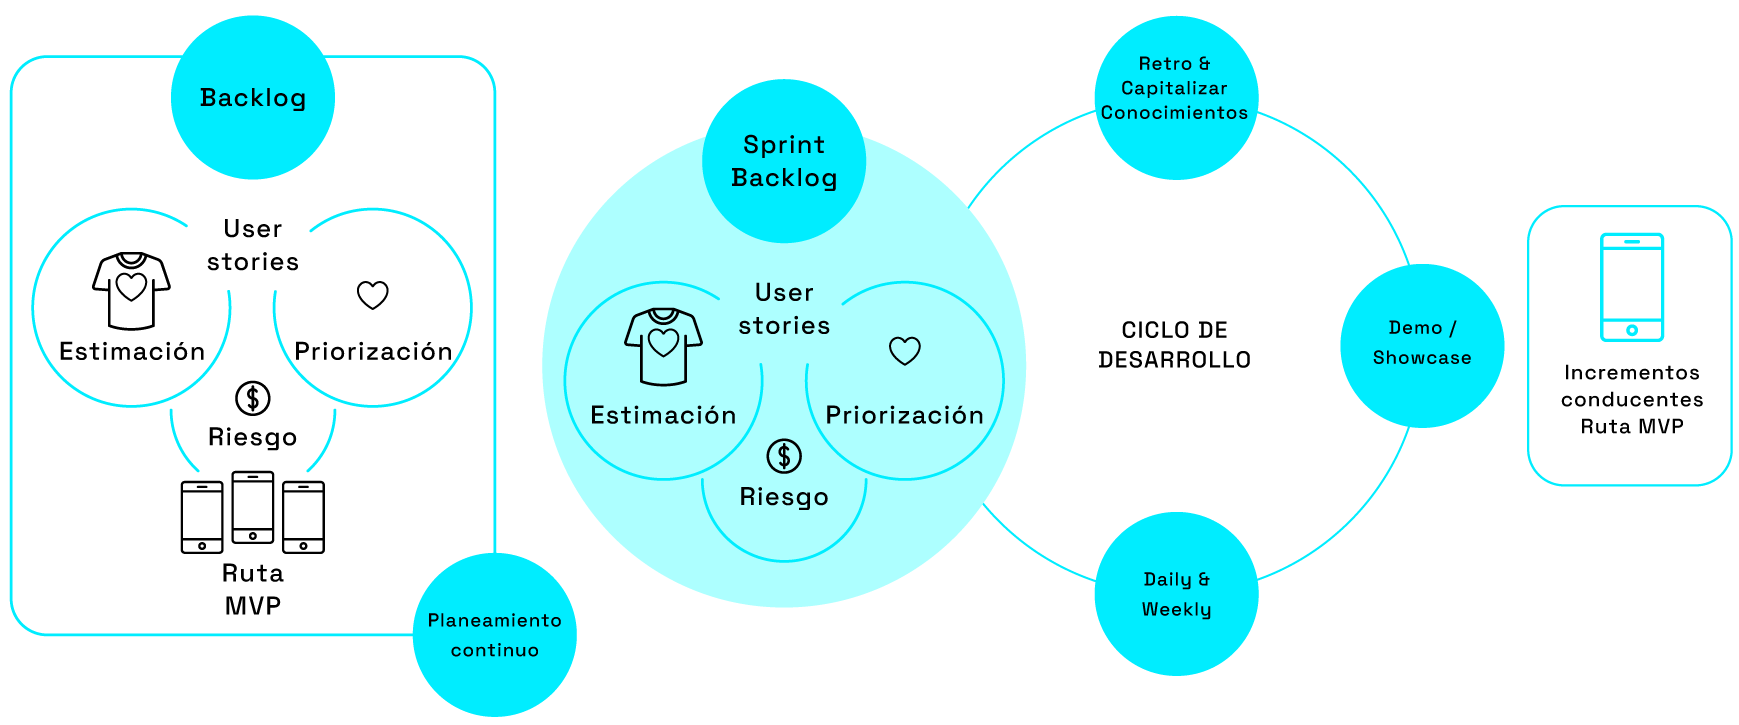 Backlog
User
stories
Estimación
Priorización
$
Riesgo
Ruta
MVP
Planeamiento
continuo
Sprint
Backlog
User
stories
Estimación
Priorización
$
Riesgo
CICLO DE
DESARROLLO
Retro &
Capitalizar
Conocimientos
Demo /
Showcase
Daily &
Weekly
Incrementos
conducentes
Ruta MVP